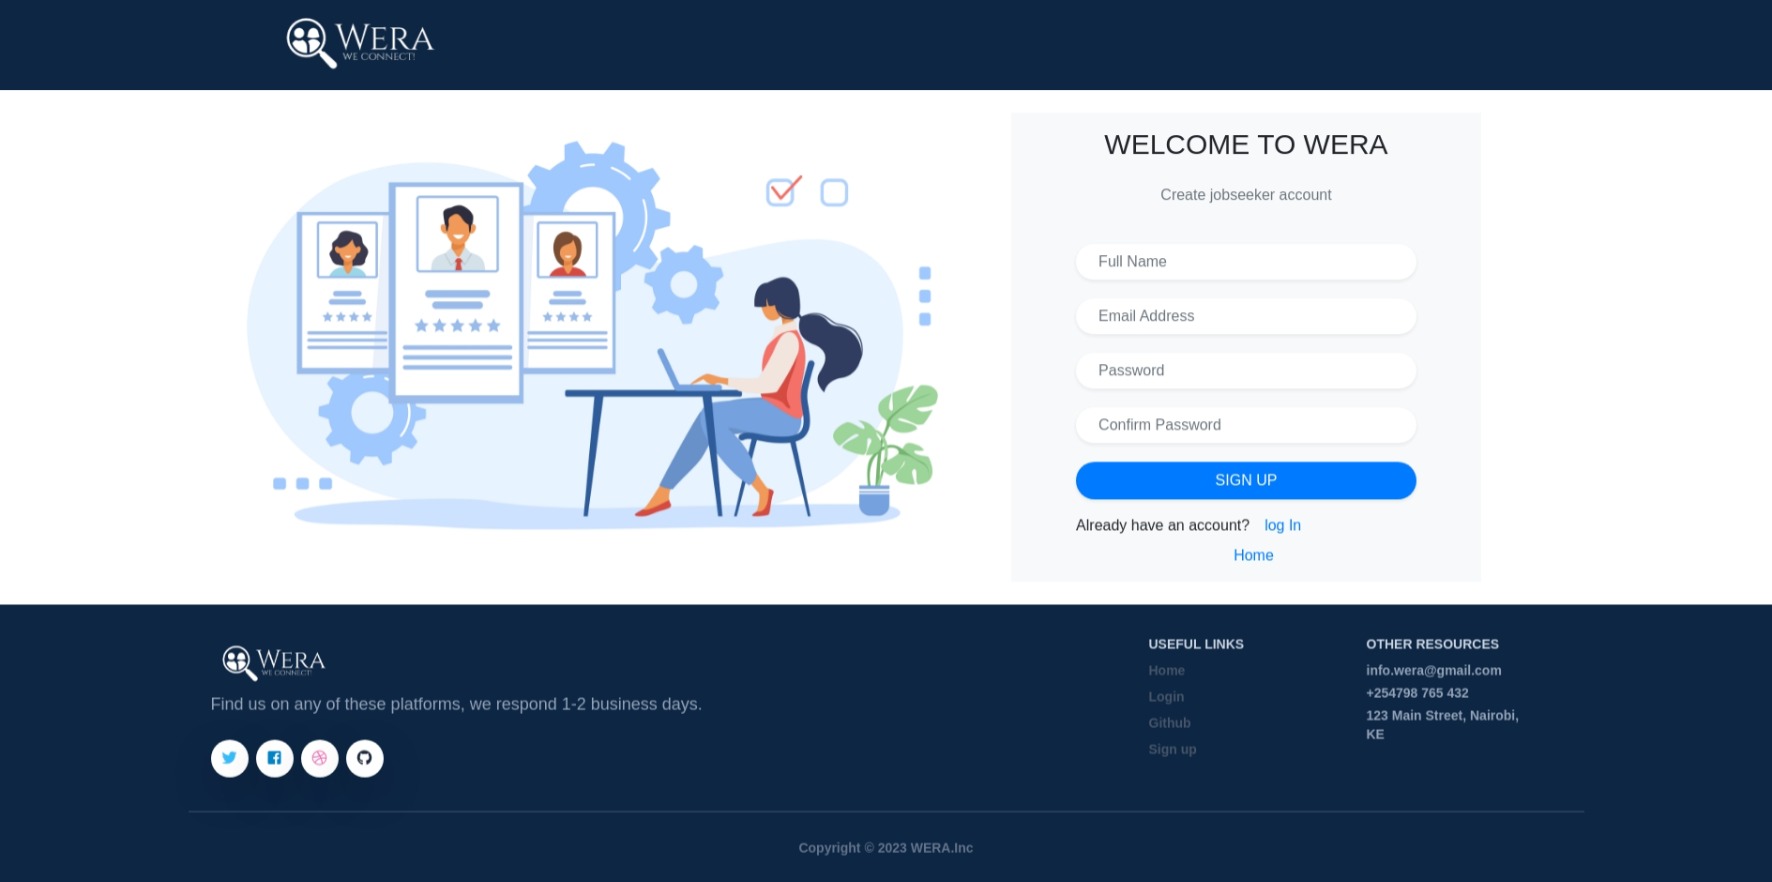 WERA
WE CONNECT!
WELCOME TO WERA
Create jobseeker account
Full Name
Email Address
Password
Confirm Password
SIGN UP
Already have an account? log In
Home
WERA
WE CONNECT!
Find us on any of these platforms, we respond 1-2 business days.
USEFUL LINKS
Home
Login
Github
Sign up
OTHER RESOURCES
info.wera@gmail.com
+254798 765 432
123 Main Street, Nairobi,
KE
Copyright © 2023 WERA.Inc